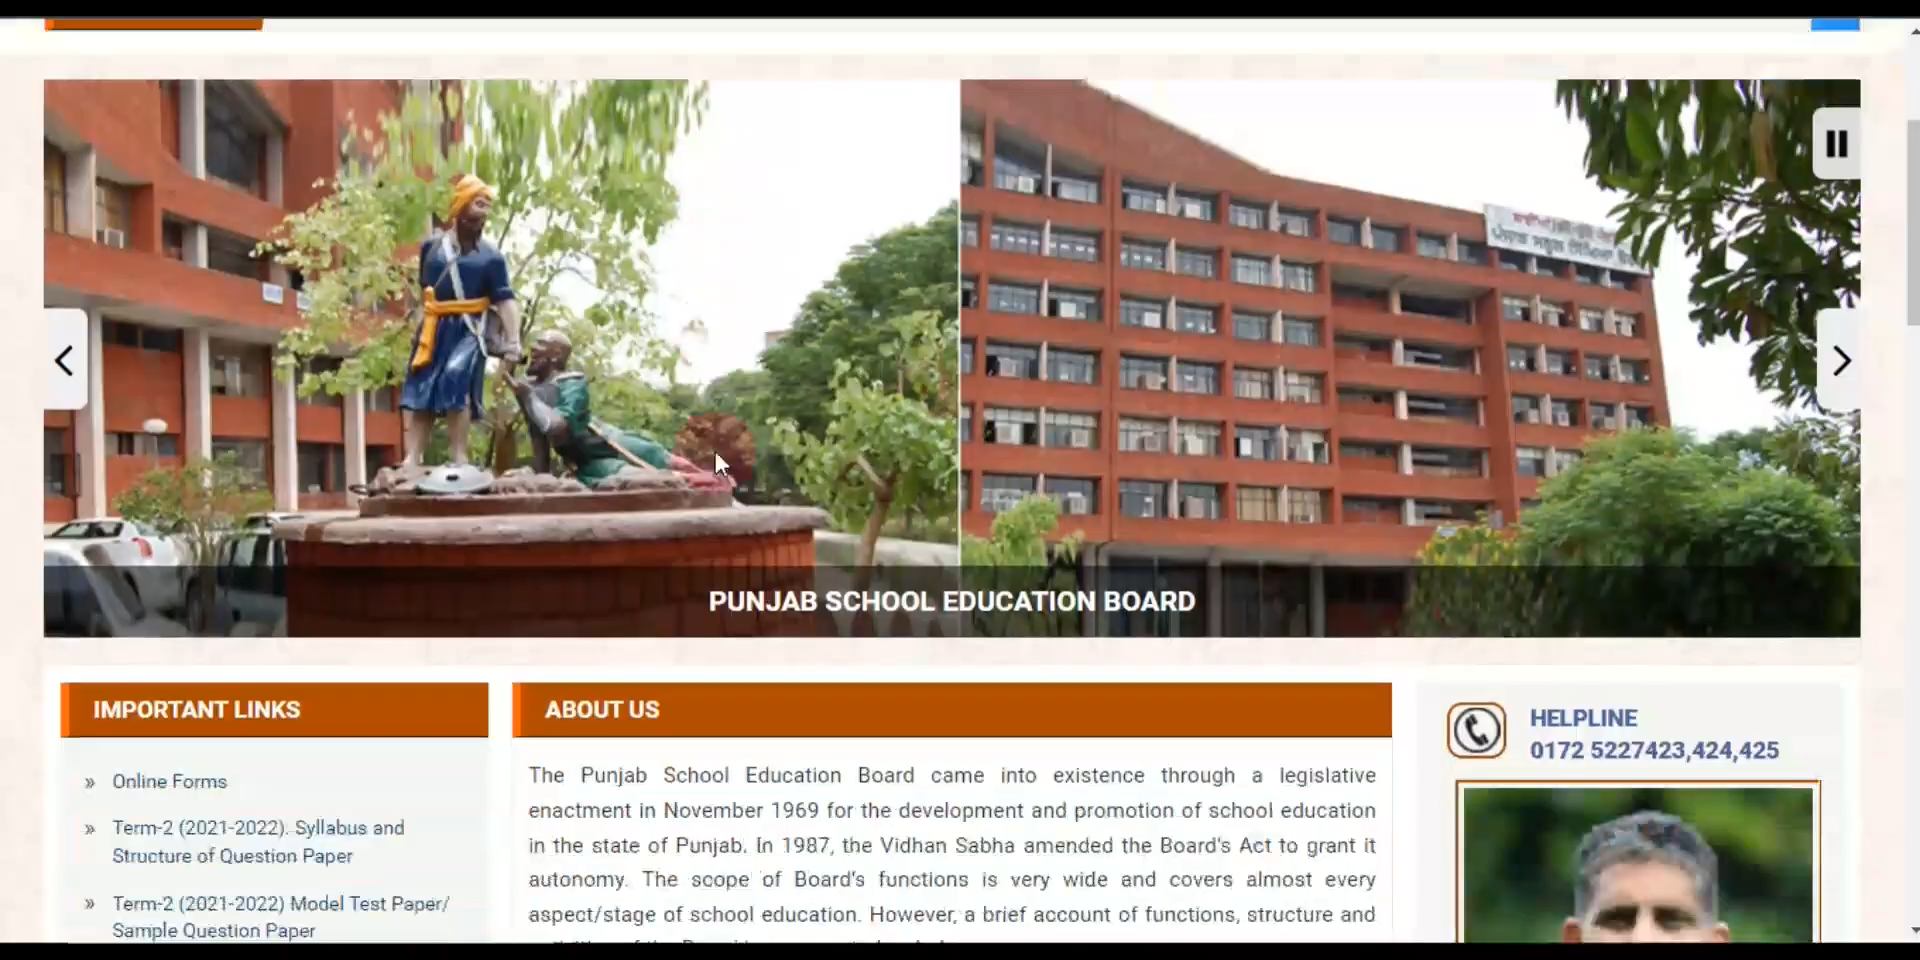 ਪੰਜਾਬ ਸਕੂਲ ਸਿੱਖਿਆ
PUNJAB SCHOOL EDUCATION BOARD
IMPORTANT LINKS
» Online Forms
» Term-2 (2021-2022). Syllabus and
Structure of Question Paper
» Term-2 (2021-2022) Model Test Paper/
Sample Question Paper
ABOUT US
The Punjab School Education Board came into existence through a legislative
enactment in November 1969 for the development and promotion of school education
in the state of Punjab. In 1987, the Vidhan Sabha amended the Board's Act to grant it
autonomy. The scope of Board's functions is very wide and covers almost every
aspect/stage of school education. However, a brief account of functions, structure and
HELPLINE
0172 5227423,424,425